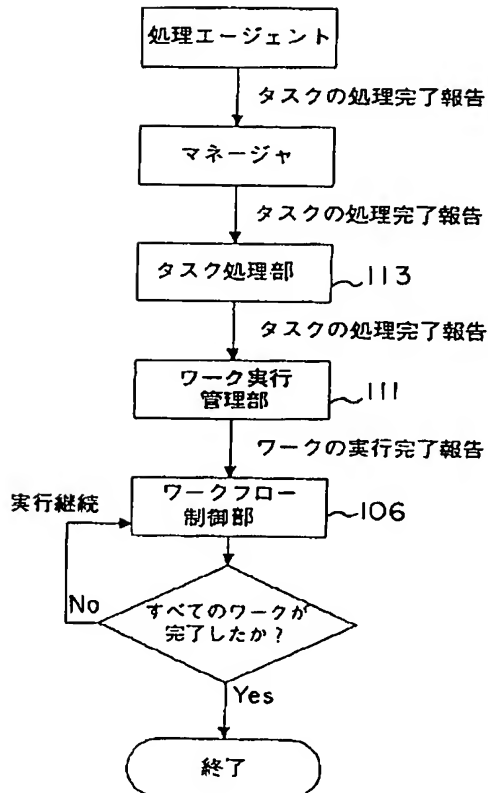 処理エージェント
タスクの処理完了報告
マネージャ
タスクの処理完了報告
タスク処理部
113
タスクの処理完了報告
ワーク実行
管理部
111
ワークの実行完了報告
実行継続
ワークフロー
制御部
106
No
すべてのワークが
完了したか?
Yes
終了